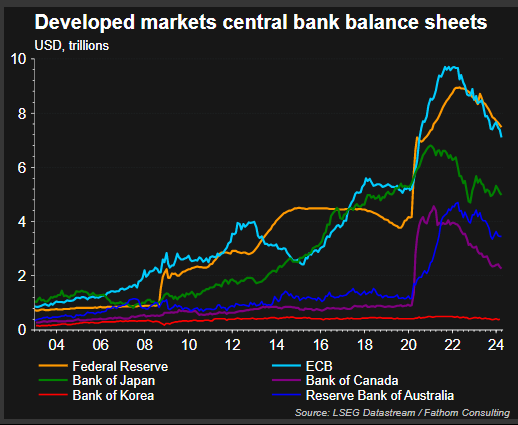 Developed markets central bank balance sheets
USD, trillions
10
8
6
4
2
0
04 06 08 10 12 14 16 18 20 22 24
Federal Reserve ECB
Bank of Japan Bank of Canada
Bank of Korea Reserve Bank of Australia
Source: LSEG Datastream / Fathom Consulting